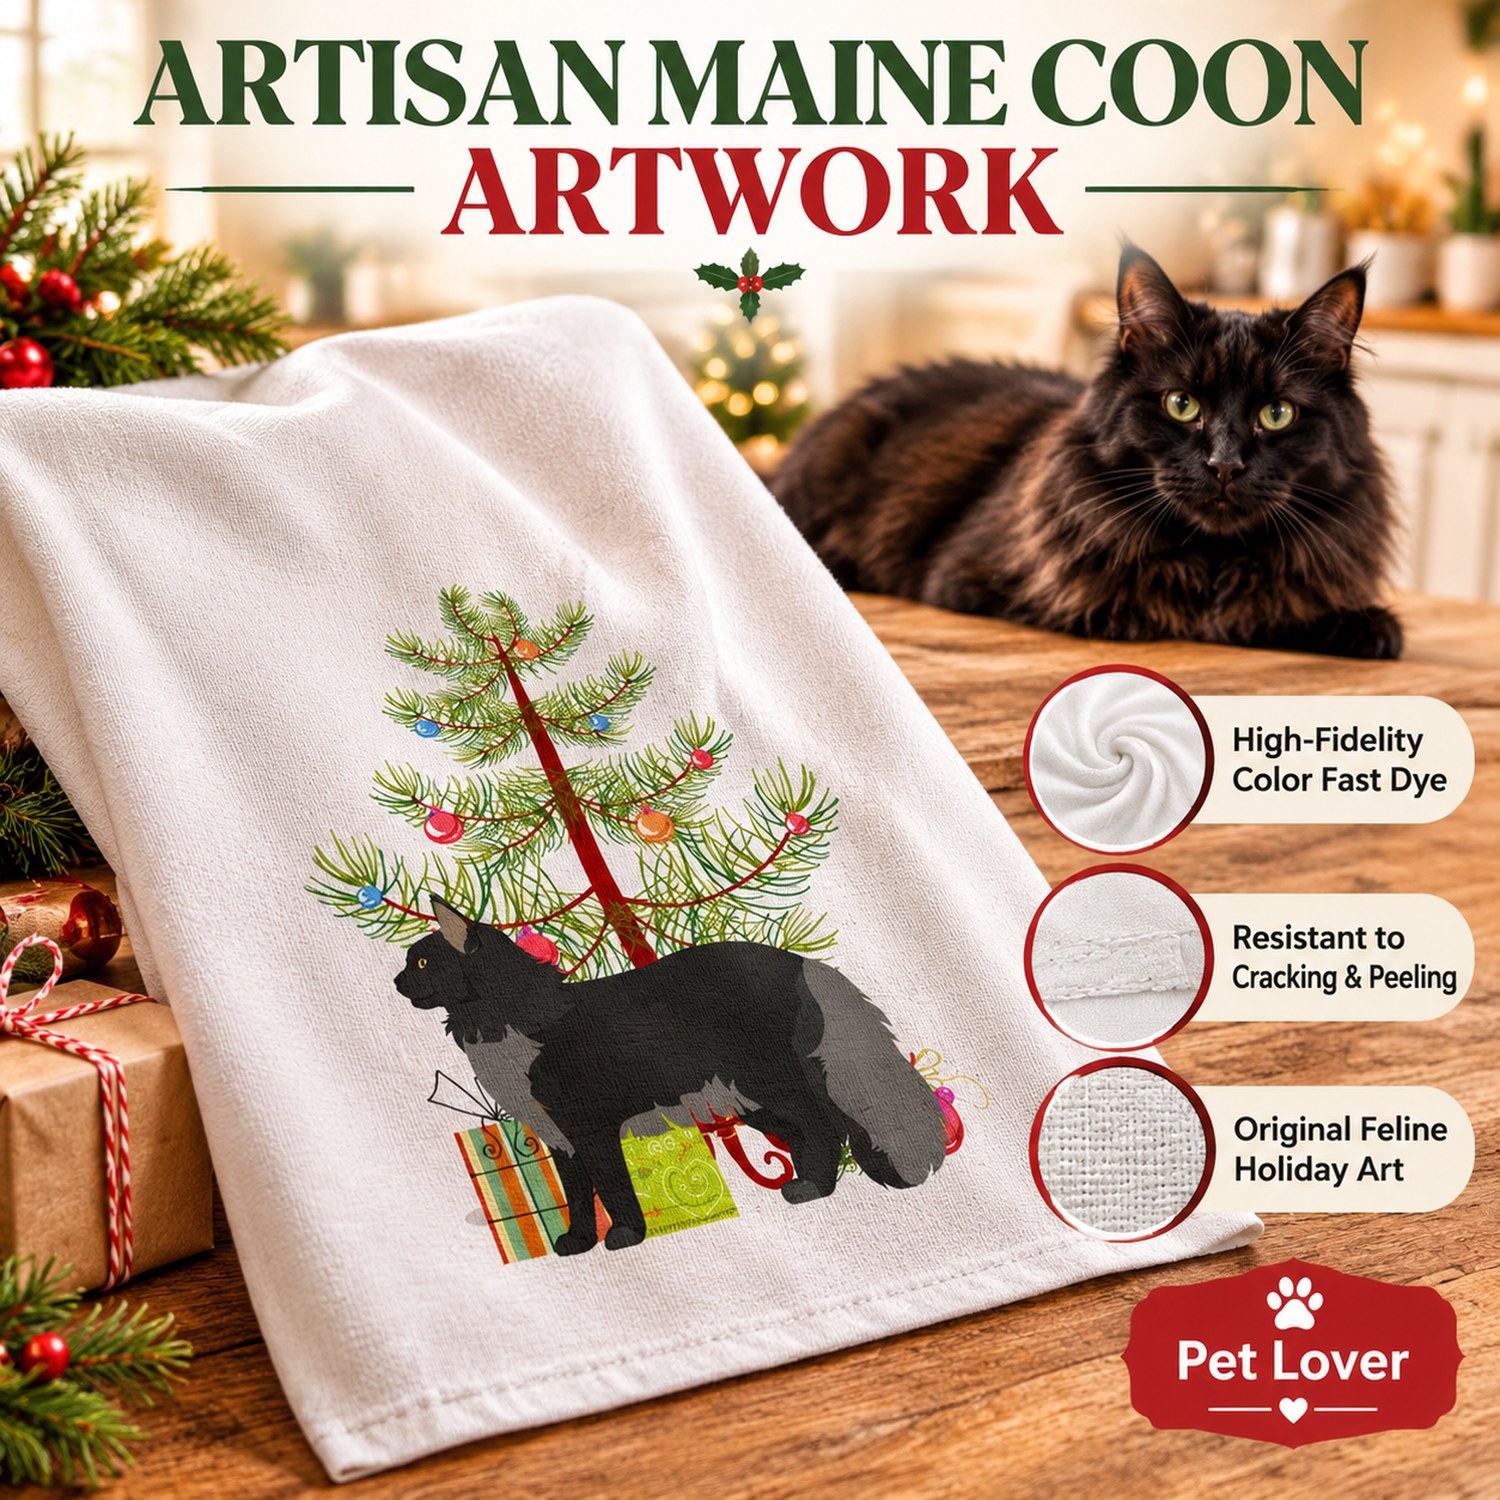 ARTISAN MAINE COON
ARTWORK
High-Fidelity
Color Fast Dye
Resistant to
Cracking & Peeling
Original Feline
Holiday Art
Pet Lover